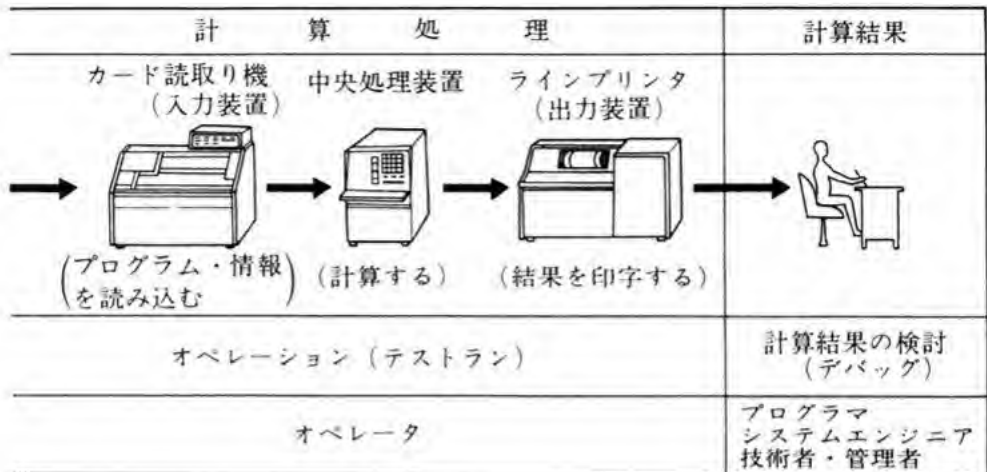 計算処理
計算結果
カード読取り機
(入力装置)
中央処理装置
ラインプリンタ
(出力装置)
(プログラム・情報
を読み込む)
(計算する)
(結果を印字する)
オペレーション(テストラン)
計算結果の検討
(デバッグ)
オペレータ
プログラマ
システムエンジニア
技術者・管理者